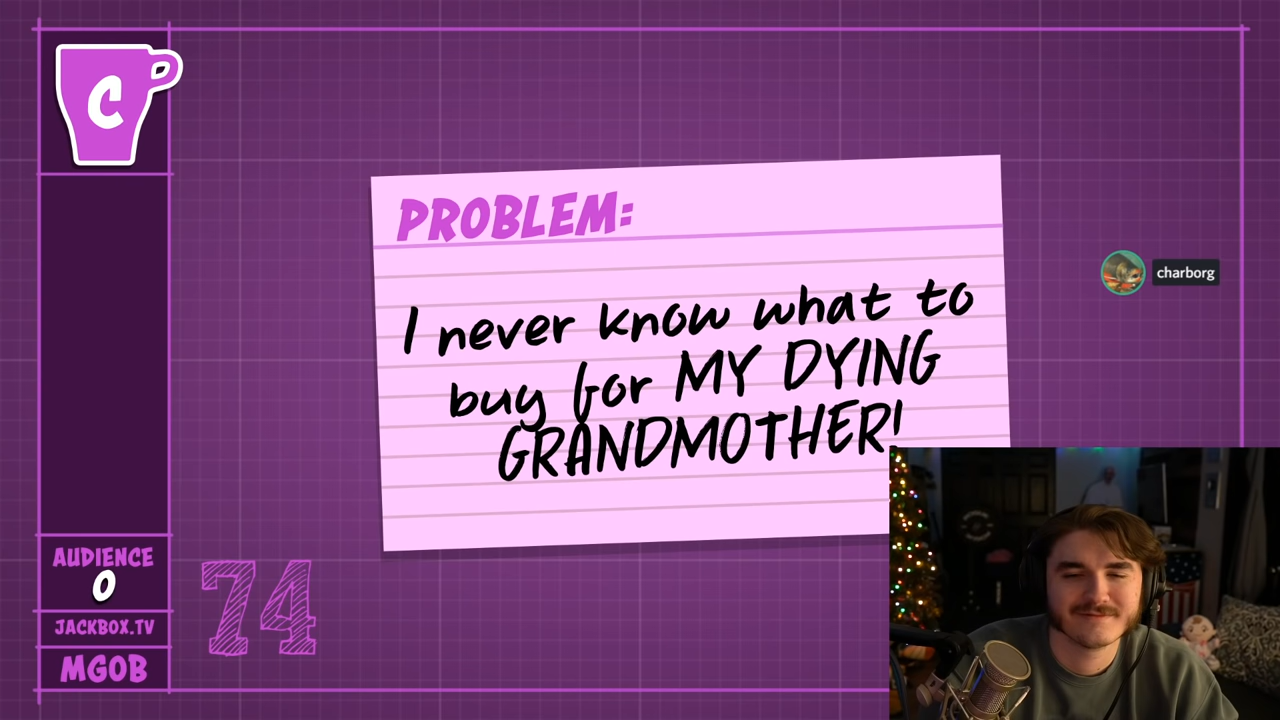 C
PROBLEM:
I never know what to
buy for MY DYING
GRANDMOTHER!
charborg
AUDIENCE
0
JACKBOX.TV
MGOB
74